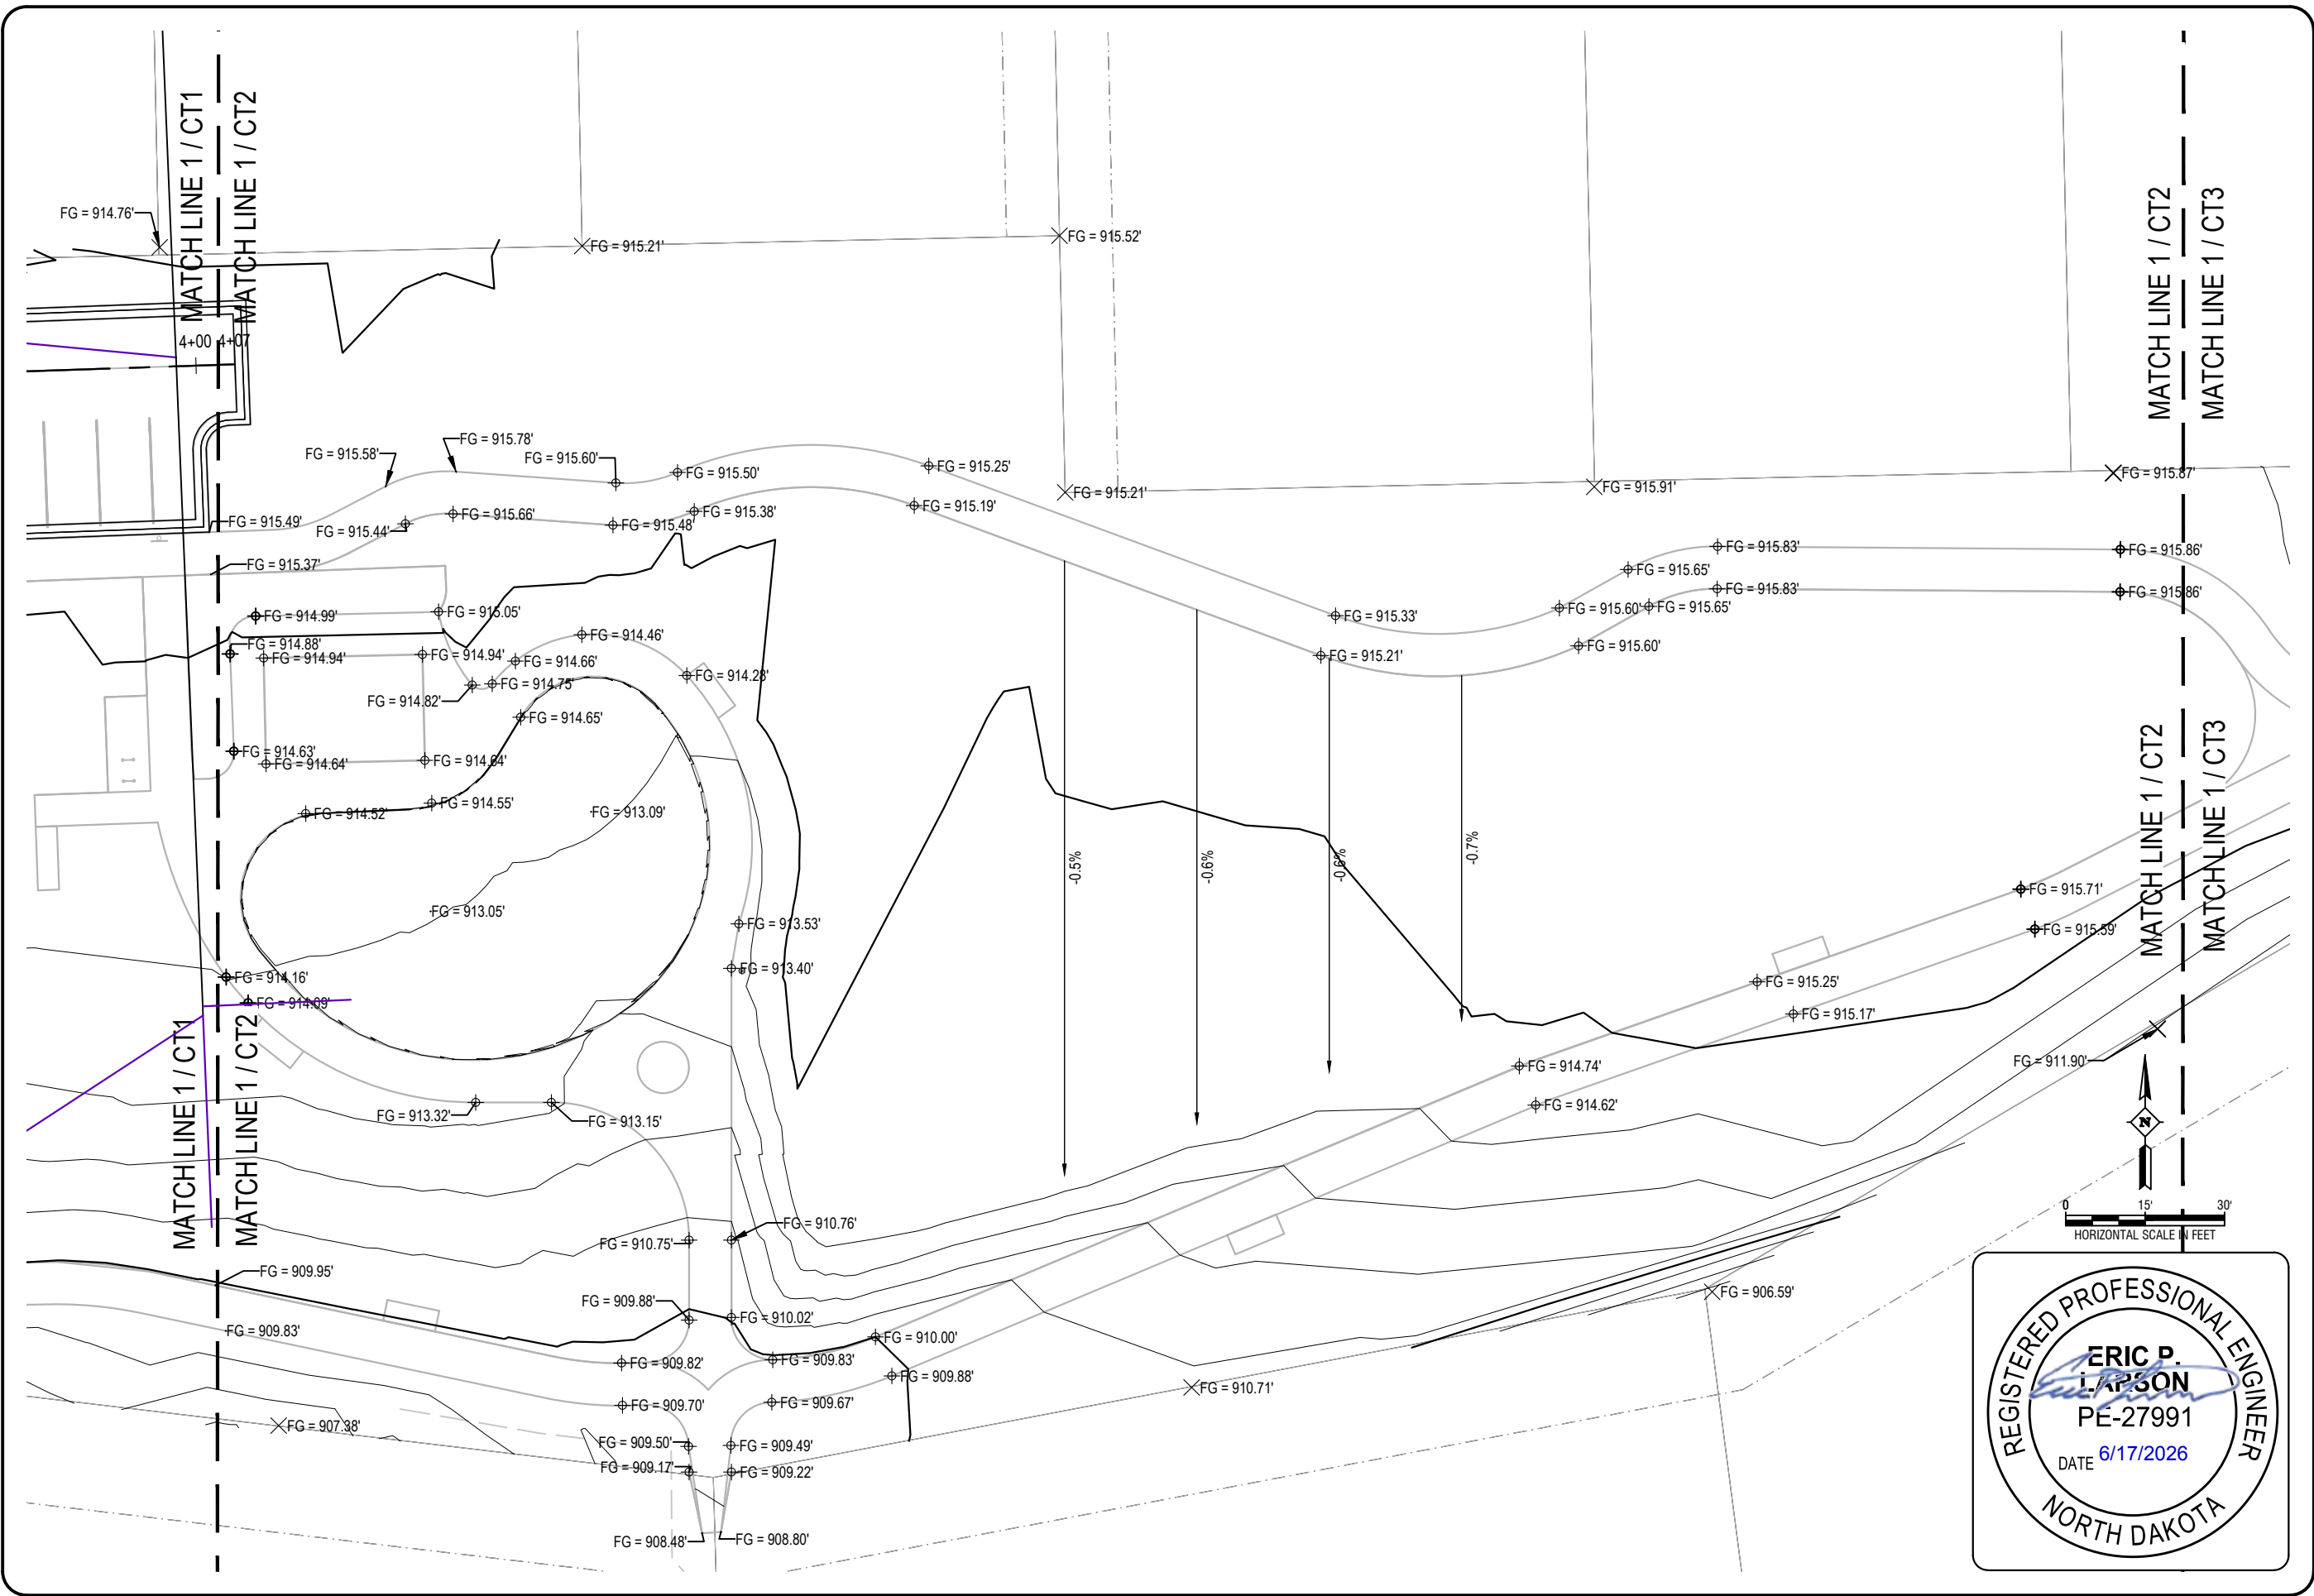 MATCH LINE 1 / CT1
MATCH LINE 1 / CT2
MATCH LINE 1 / CT2
MATCH LINE 1 / CT3
FG = 914.76'
FG = 915.21'
FG = 915.52'
4+00 4+07
FG = 915.78'
FG = 915.58'
FG = 915.60'
FG = 915.50'
FG = 915.25'
FG = 915.21'
FG = 915.91'
FG = 915.87'
FG = 915.49'
FG = 915.44'
FG = 915.66'
FG = 915.48'
FG = 915.38'
FG = 915.19'
FG = 915.37'
FG = 915.83'
FG = 915.86'
FG = 915.65'
FG = 915.83'
FG = 915.86'
FG = 914.99'
FG = 915.05'
FG = 915.33'
FG = 915.60'
FG = 915.65'
FG = 914.88'
FG = 914.94'
FG = 914.94'
FG = 914.66'
FG = 914.46'
FG = 915.21'
FG = 915.60'
FG = 914.82'
FG = 914.75'
FG = 914.28'
FG = 914.65'
FG = 914.63'
FG = 914.64'
FG = 914.64'
FG = 914.52'
FG = 914.55'
FG = 913.09'
-0.5%
-0.6%
-0.6%
-0.7%
MATCH LINE 1 / CT2
MATCH LINE 1 / CT3
FG = 913.05'
FG = 913.53'
FG = 915.71'
FG = 915.59'
FG = 914.16'
FG = 913.40'
FG = 915.25'
FG = 914.09'
FG = 915.17'
MATCH LINE 1 / CT1
MATCH LINE 1 / CT2
FG = 911.90'
FG = 914.74'
FG = 913.32'
FG = 913.15'
FG = 914.62'
N
0 15' 30'
HORIZONTAL SCALE IN FEET
FG = 910.76'
FG = 910.75'
FG = 909.95'
FG = 909.88'
FG = 910.02'
FG = 906.59'
FG = 909.83'
FG = 910.00'
FG = 909.82'
FG = 909.83'
FG = 909.88'
FG = 910.71'
FG = 909.70'
FG = 909.67'
FG = 907.38'
FG = 909.50'
FG = 909.49'
FG = 909.17'
FG = 909.22'
FG = 908.48'
FG = 908.80'
REGISTERED PROFESSIONAL ENGINEER
ERIC P.
LARSON
PE-27991
DATE 6/17/2026
NORTH DAKOTA